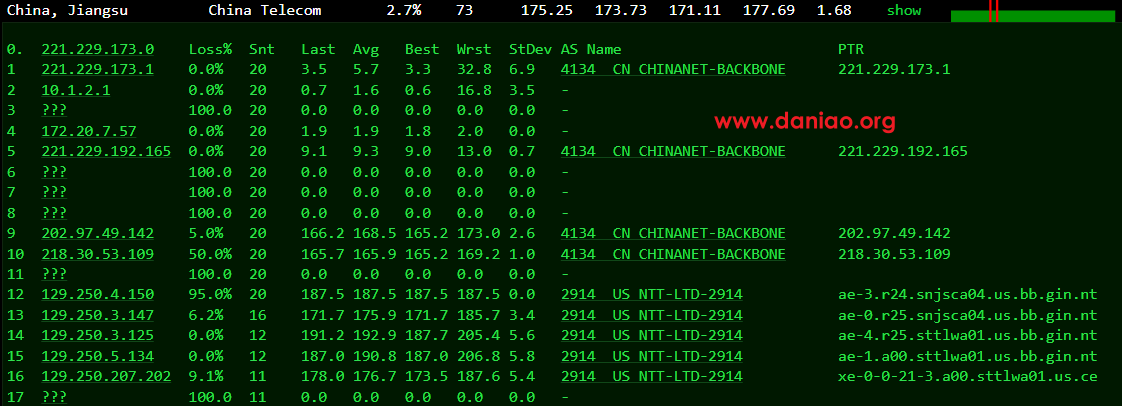 China, Jiangsu China Telecom 2.7% 73 175.25 173.73 171.11 177.69 1.68 show
0. 221.229.173.0 Loss% Snt Last Avg Best Wrst StDev AS Name PTR
1 221.229.173.1 0.0% 20 3.5 5.7 3.3 32.8 6.9 4134 CN CHINANET-BACKBONE 221.229.173.1
2 10.1.2.1 0.0% 20 0.7 1.6 0.6 16.8 3.5 -
3 ??? 100.0 20 0.0 0.0 0.0 0.0 0.0 -
www.daniao.org
4 172.20.7.57 0.0% 20 1.9 1.9 1.8 2.0 0.0 -
5 221.229.192.165 0.0% 20 9.1 9.3 9.0 13.0 0.7 4134 CN CHINANET-BACKBONE 221.229.192.165
6 ??? 100.0 20 0.0 0.0 0.0 0.0 0.0 -
7 ??? 100.0 20 0.0 0.0 0.0 0.0 0.0 -
8 ??? 100.0 20 0.0 0.0 0.0 0.0 0.0 -
9 202.97.49.142 5.0% 20 166.2 168.5 165.2 173.0 2.6 4134 CN CHINANET-BACKBONE 202.97.49.142
10 218.30.53.109 50.0% 20 165.7 165.9 165.2 169.2 1.0 4134 CN CHINANET-BACKBONE 218.30.53.109
11 ??? 100.0 20 0.0 0.0 0.0 0.0 0.0 -
12 129.250.4.150 95.0% 20 187.5 187.5 187.5 187.5 0.0 2914 US NTT-LTD-2914 ae-3.r24.snjsca04.us.bb.gin.nt
13 129.250.3.147 6.2% 16 171.7 175.9 171.7 185.7 3.4 2914 US NTT-LTD-2914 ae-0.r25.snjsca04.us.bb.gin.nt
14 129.250.3.125 0.0% 12 191.2 192.9 187.7 205.4 5.6 2914 US NTT-LTD-2914 ae-4.r25.sttlwa01.us.bb.gin.nt
15 129.250.5.134 0.0% 12 187.0 190.8 187.0 206.8 5.8 2914 US NTT-LTD-2914 ae-1.a00.sttlwa01.us.bb.gin.nt
16 129.250.207.202 9.1% 11 178.0 176.7 173.5 187.6 5.4 2914 US NTT-LTD-2914 xe-0-0-21-3.a00.sttlwa01.us.ce
17 ??? 100.0 11 0.0 0.0 0.0 0.0 0.0 -